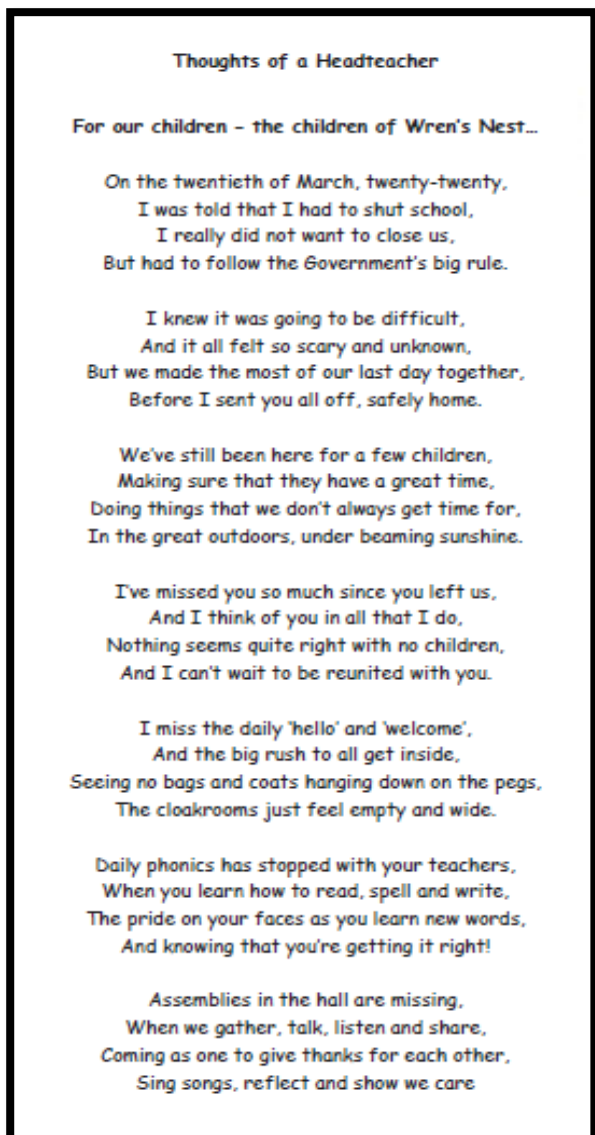 Thoughts of a Headteacher
For our children – the children of Wren's Nest...
On the twentieth of March, twenty-twenty,
I was told that I had to shut school,
I really did not want to close us,
But had to follow the Government's big rule.
I knew it was going to be difficult,
And it all felt so scary and unknown,
But we made the most of our last day together,
Before I sent you all off, safely home.
We've still been here for a few children,
Making sure that they have a great time,
Doing things that we don't always get time for,
In the great outdoors, under beaming sunshine.
I've missed you so much since you left us,
And I think of you in all that I do,
Nothing seems quite right with no children,
And I can't wait to be reunited with you.
I miss the daily 'hello' and 'welcome',
And the big rush to all get inside,
Seeing no bags and coats hanging down on the pegs,
The cloakrooms just feel empty and wide.
Daily phonics has stopped with your teachers,
When you learn how to read, spell and write,
The pride on your faces as you learn new words,
And knowing that you're getting it right!
Assemblies in the hall are missing,
When we gather, talk, listen and share,
Coming as one to give thanks for each other,
Sing songs, reflect and show we care